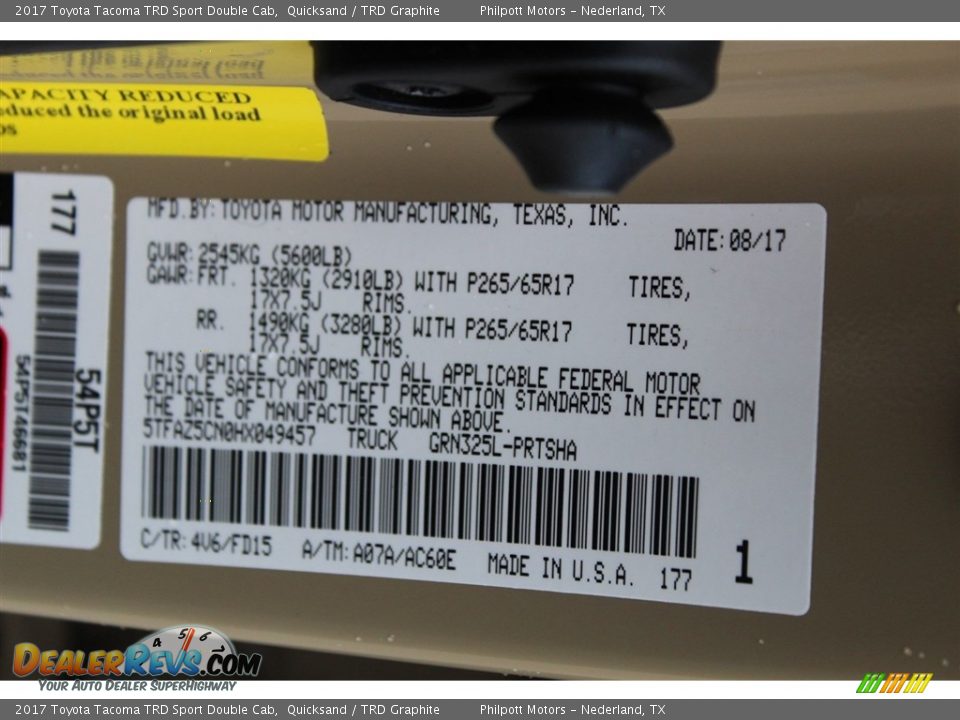 2017 Toyota Tacoma TRD Sport Double Cab, Quicksand / TRD Graphite Philpott Motors - Nederland, TX
APACITY REDUCED
educed the original load
os
177
54P5T
54P5146681
MFD.BY:TOYOTA MOTOR MANUFACTURING, TEXAS, INC.
DATE:08/17
GVWR:2545KG (5600LB)
GAWR:FRT. 1320KG (2910LB) WITH P265/65R17 TIRES,
17X7.5J RIMS.
RR. 1490KG (3280LB) WITH P265/65R17 TIRES,
17X7.5J RIMS.
THIS VEHICLE CONFORMS TO ALL APPLICABLE FEDERAL MOTOR
VEHICLE SAFETY AND THEFT PREVENTION STANDARDS IN EFFECT ON
THE DATE OF MANUFACTURE SHOWN ABOVE.
5TFAZ5CN0HX049457 TRUCK GRN325L-PRTSHA
C/TR:4V6/FD15 A/TM:A07A/AC60E MADE IN U.S.A. 177
1
4 5 6
DEALERREVS.COM
YOUR AUTO DEALER SUPERHIGHWAY
2017 Toyota Tacoma TRD Sport Double Cab, Quicksand / TRD Graphite Philpott Motors - Nederland, TX